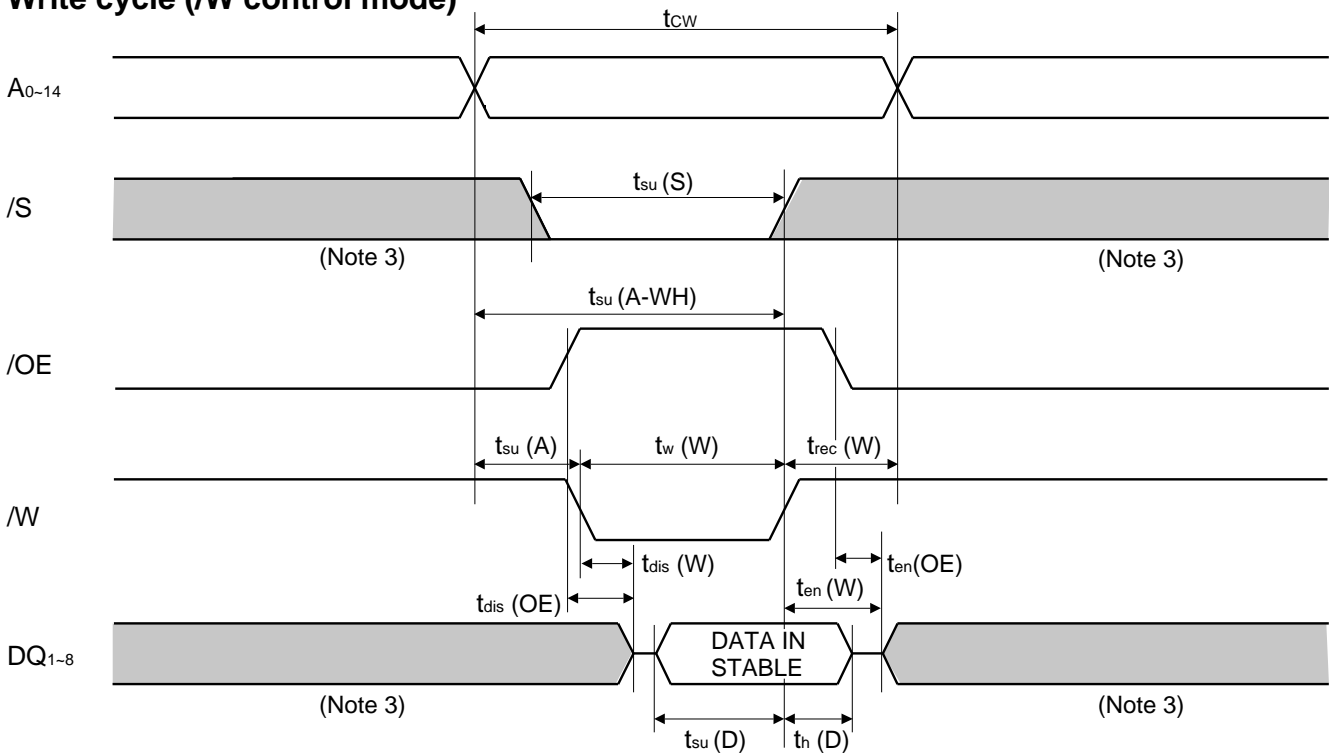 Write cycle (/W control mode)
tCW
A0~14
tsu (S)
/S
(Note 3)
(Note 3)
tsu (A-WH)
/OE
tsu (A)
tw (W)
trec (W)
/W
tdis (W)
ten(OE)
tdis (OE)
ten (W)
DQ1~8
DATA IN
STABLE
(Note 3)
(Note 3)
tsu (D)
th (D)